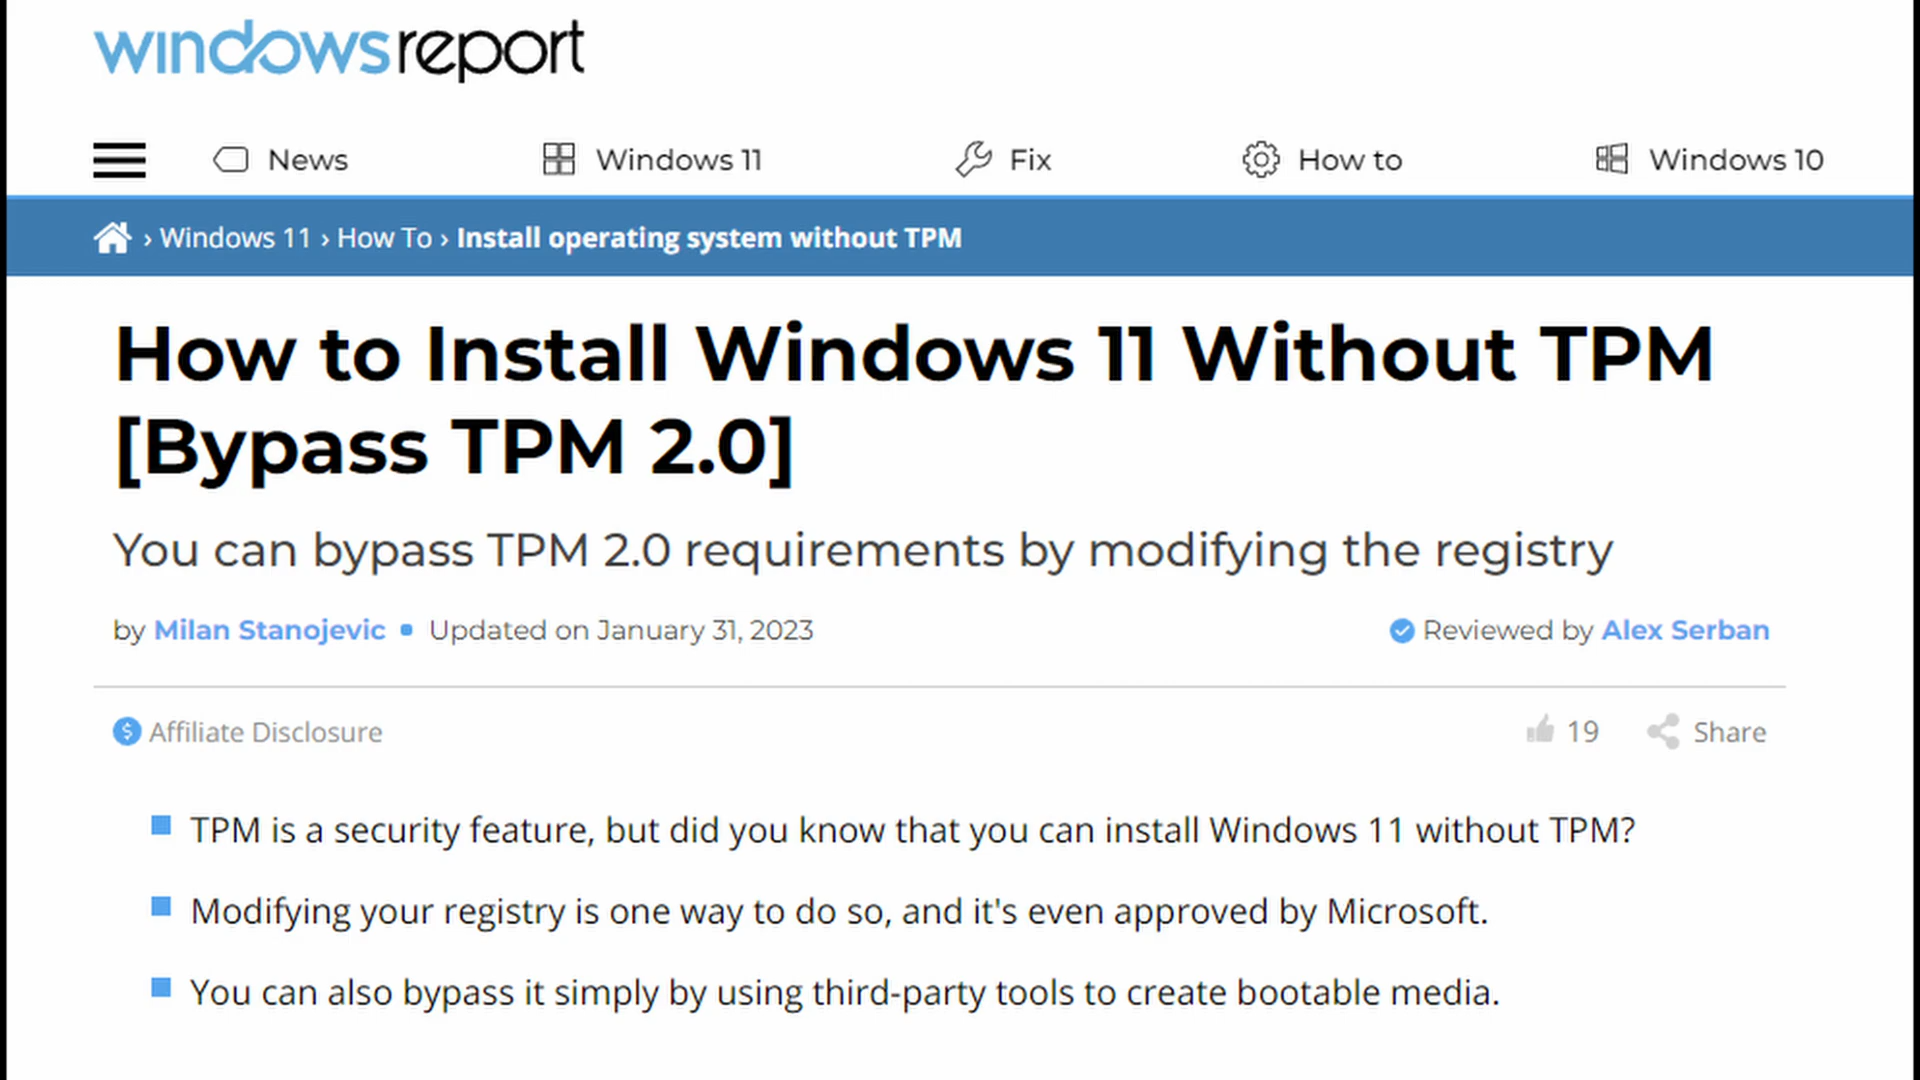 windowsreport
News Windows 11 Fix How to Windows 10
› Windows 11 › How To › Install operating system without TPM
How to Install Windows 11 Without TPM
[Bypass TPM 2.0]
You can bypass TPM 2.0 requirements by modifying the registry
by Milan Stanojevic ▪ Updated on January 31, 2023 Reviewed by Alex Serban
$ Affiliate Disclosure 19 Share
TPM is a security feature, but did you know that you can install Windows 11 without TPM?
Modifying your registry is one way to do so, and it's even approved by Microsoft.
You can also bypass it simply by using third-party tools to create bootable media.